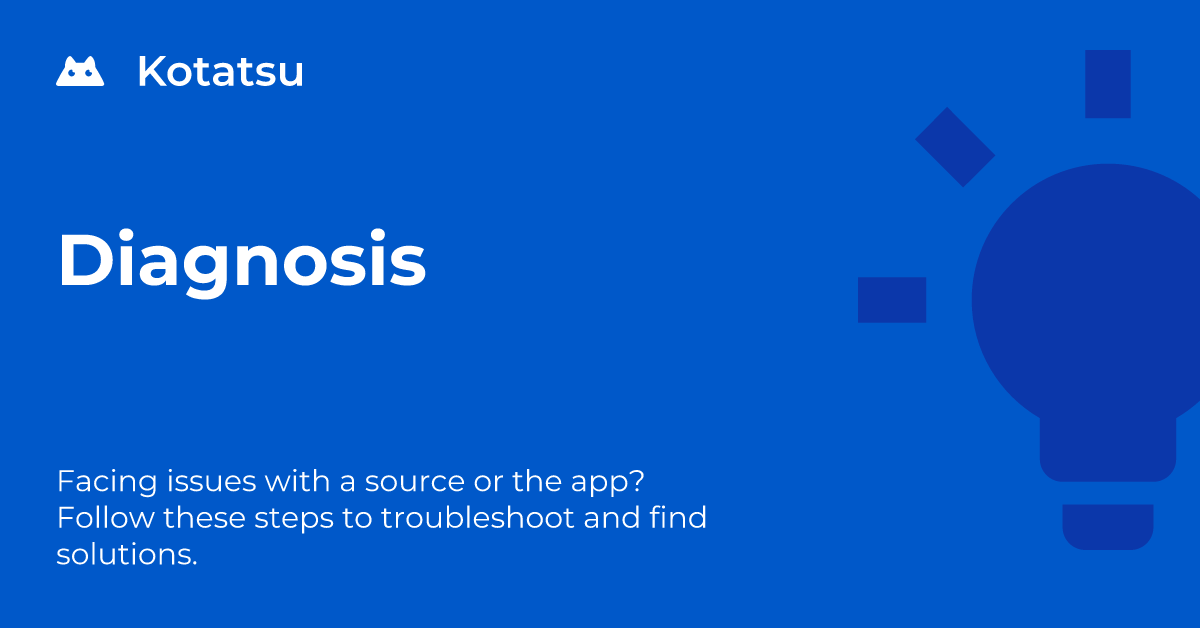 Kotatsu
Diagnosis
Facing issues with a source or the app?
Follow these steps to troubleshoot and find
solutions.